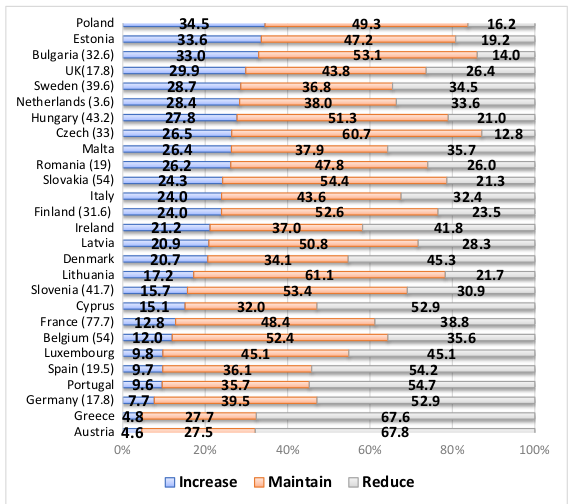 Poland 34.5 49.3 16.2
Estonia 33.6 47.2 19.2
Bulgaria (32.6) 33.0 53.1 14.0
UK(17.8) 29.9 43.8 26.4
Sweden (39.6) 28.7 36.8 34.5
Netherlands (3.6) 28.4 38.0 33.6
Hungary (43.2) 27.8 51.3 21.0
Czech (33) 26.5 60.7 12.8
Malta 26.4 37.9 35.7
Romania (19) 26.2 47.8 26.0
Slovakia (54) 24.3 54.4 21.3
Italy 24.0 43.6 32.4
Finland (31.6) 24.0 52.6 23.5
Ireland 21.2 37.0 41.8
Latvia 20.9 50.8 28.3
Denmark 20.7 34.1 45.3
Lithuania 17.2 61.1 21.7
Slovenia (41.7) 15.7 53.4 30.9
Cyprus 15.1 32.0 52.9
France (77.7) 12.8 48.4 38.8
Belgium (54) 12.0 52.4 35.6
Luxembourg 9.8 45.1 45.1
Spain (19.5) 9.7 36.1 54.2
Portugal 9.6 35.7 54.7
Germany (17.8) 7.7 39.5 52.9
Greece 4.8 27.7 67.6
Austria 4.6 27.5 67.8
0% 20% 40% 60% 80% 100%
Increase Maintain Reduce